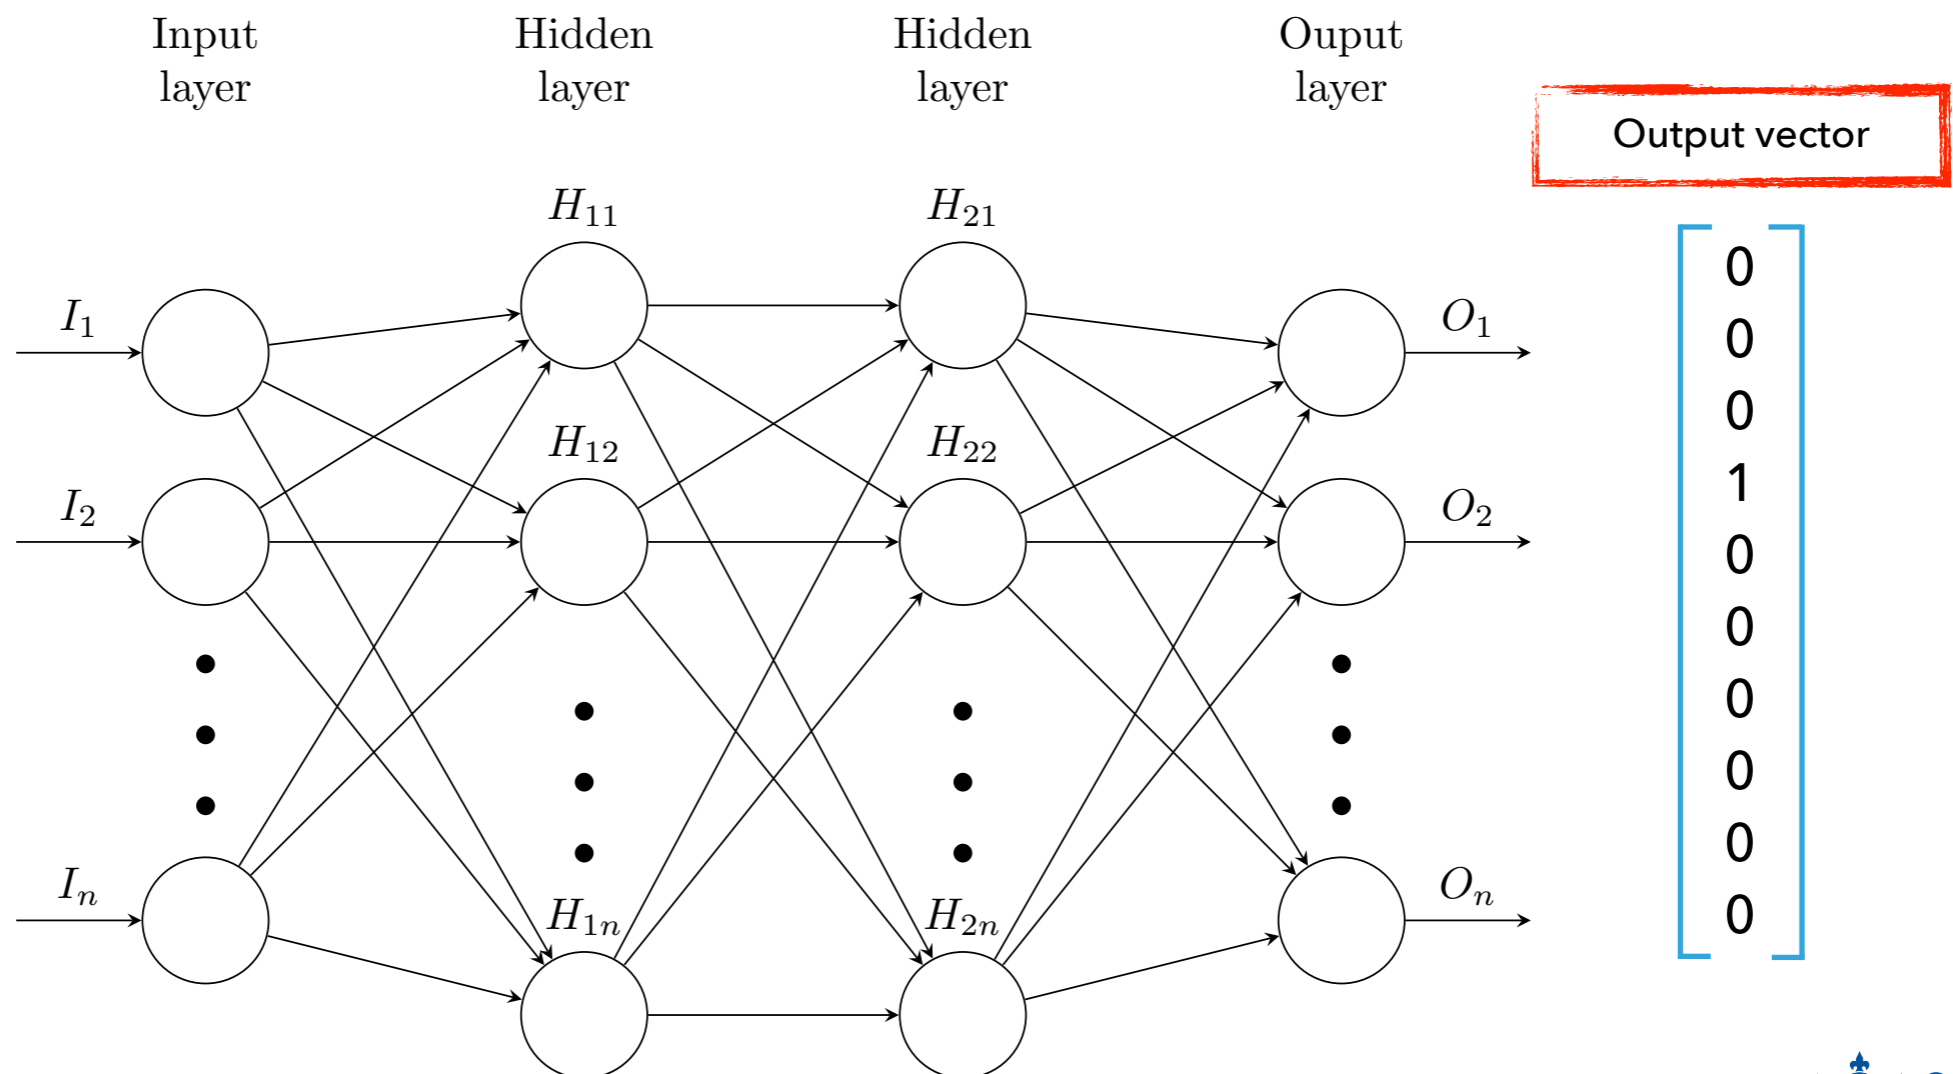 Input
layer
Hidden
layer
Hidden
layer
Ouput
layer
Output vector
H₁₁
H₂₁
I₁
O₁
H₁₂
H₂₂
I₂
O₂
Iₙ
H₁ₙ
H₂ₙ
Oₙ
0
0
0
1
0
0
0
0
0
0